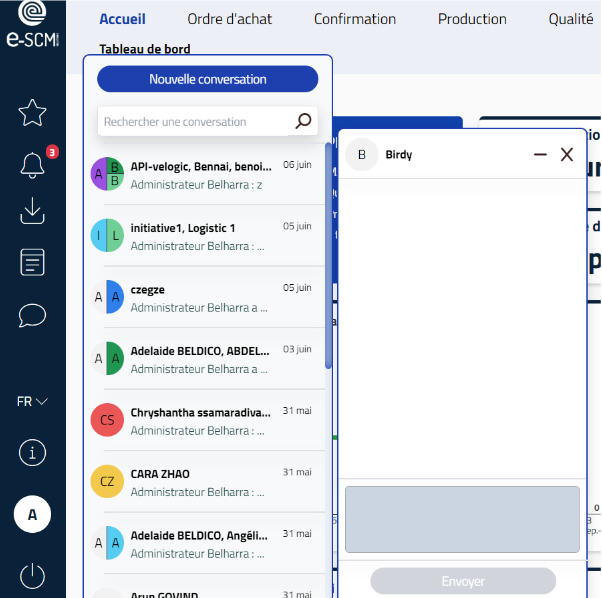 e-SCM
Accueil
Ordre d'achat
Confirmation
Production
Qualité
Tableau de bord
Nouvelle conversation
Rechercher une conversation
3
A
B
B
API-velogic, Bennai, benoi...
06 juin
Administrateur Belharra : z
I
L
initiative1, Logistic 1
05 juin
Administrateur Belharra : ...
A
A
czegze
05 juin
Administrateur Belharra a ...
A
A
Adelaide BELDICO, ABDEL...
03 juin
Administrateur Belharra a ...
CS
Chryshantha ssamaradiva...
31 mai
Administrateur Belharra : ...
CZ
CARA ZHAO
31 mai
Administrateur Belharra : ...
A
A
Adelaide BELDICO, Angéli...
31 mai
Administrateur Belharra : ...
Arun GOVIND
31 mai
B
Birdy
Envoyer
FR
i
A